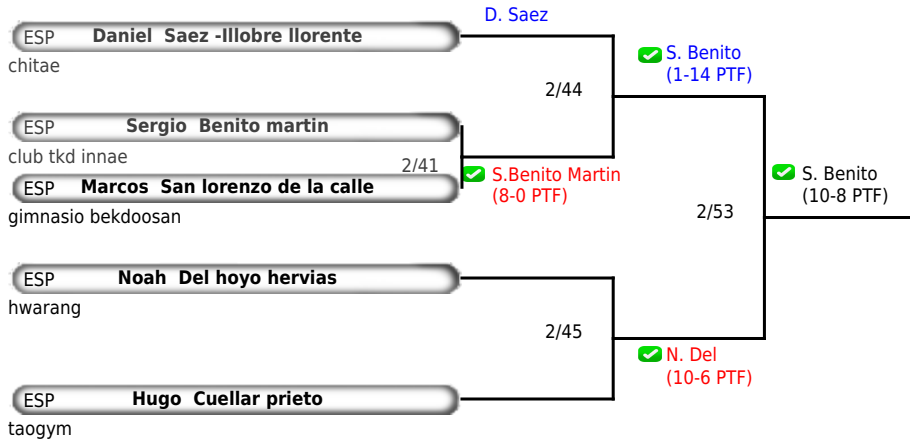 D. Saez
ESP Daniel Saez -Illobre llorente
chitae
S. Benito
(1-14 PTF)
2/44
ESP Sergio Benito martin
club tkd innae
2/41
S.Benito Martin
(8-0 PTF)
ESP Marcos San lorenzo de la calle
gimnasio bekdoosan
S. Benito
(10-8 PTF)
2/53
ESP Noah Del hoyo hervias
hwarang
2/45
N. Del
(10-6 PTF)
ESP Hugo Cuellar prieto
taogym